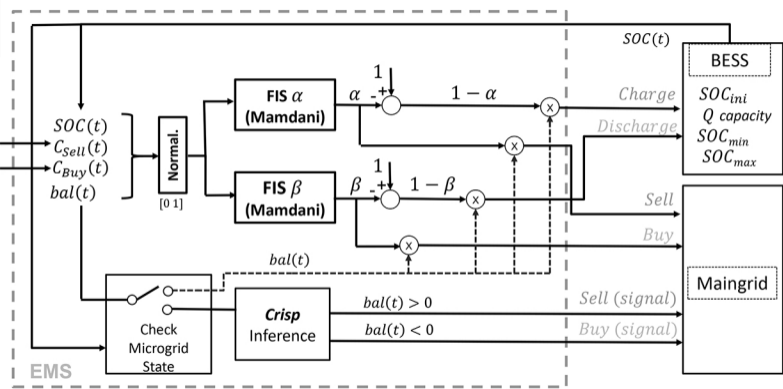 SOC(t)
BESS
SOC_ini
Q capacity
SOC_min
SOC_max
FIS α
(Mamdani)
α
1
-
+
1 − α
x
Charge
Discharge
x
SOC(t)
C_Sell(t)
C_Buy(t)
bal(t)
Normal.
[0 1]
FIS β
(Mamdani)
β
1
-
+
1 − β
x
Sell
x
Buy
bal(t)
Maingrid
Check
Microgrid
State
Crisp
Inference
bal(t) > 0
bal(t) < 0
Sell (signal)
Buy (signal)
EMS